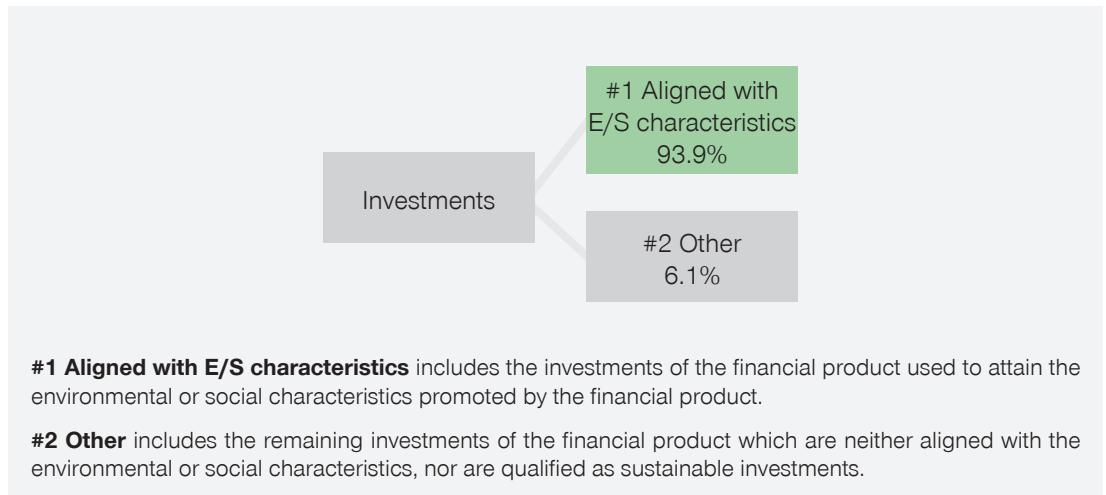 #1 Aligned with
E/S characteristics
93.9%
Investments
#2 Other
6.1%
#1 Aligned with E/S characteristics includes the investments of the financial product used to attain the
environmental or social characteristics promoted by the financial product.
#2 Other includes the remaining investments of the financial product which are neither aligned with the
environmental or social characteristics, nor are qualified as sustainable investments.